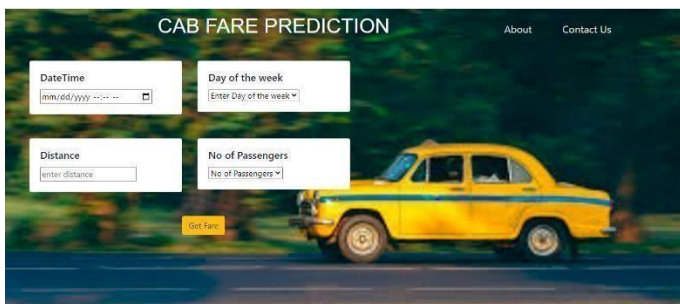 CAB FARE PREDICTION
About Contact Us
DateTime
mm/dd/yyyy --:-- --
Day of the week
Enter Day of the week
Distance
enter distance
No of Passengers
No of Passengers
Get Fare